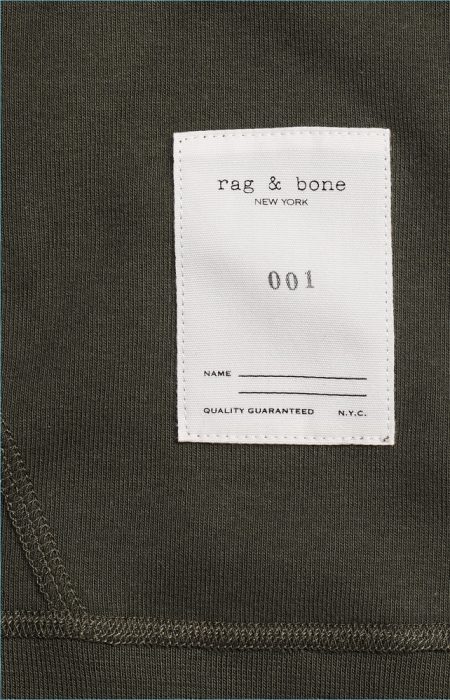 rag & bone
NEW YORK
001
NAME
QUALITY GUARANTEED N.Y.C.